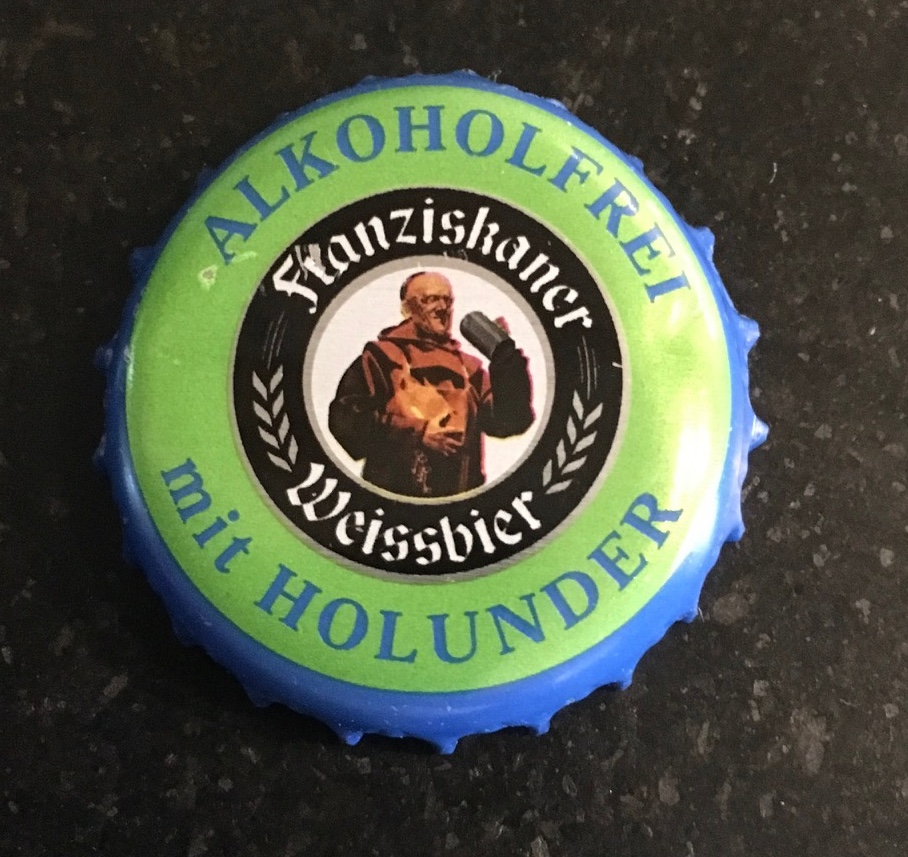 ALKOHOLFREI
Franziskaner
Weissbier
mit HOLUNDER